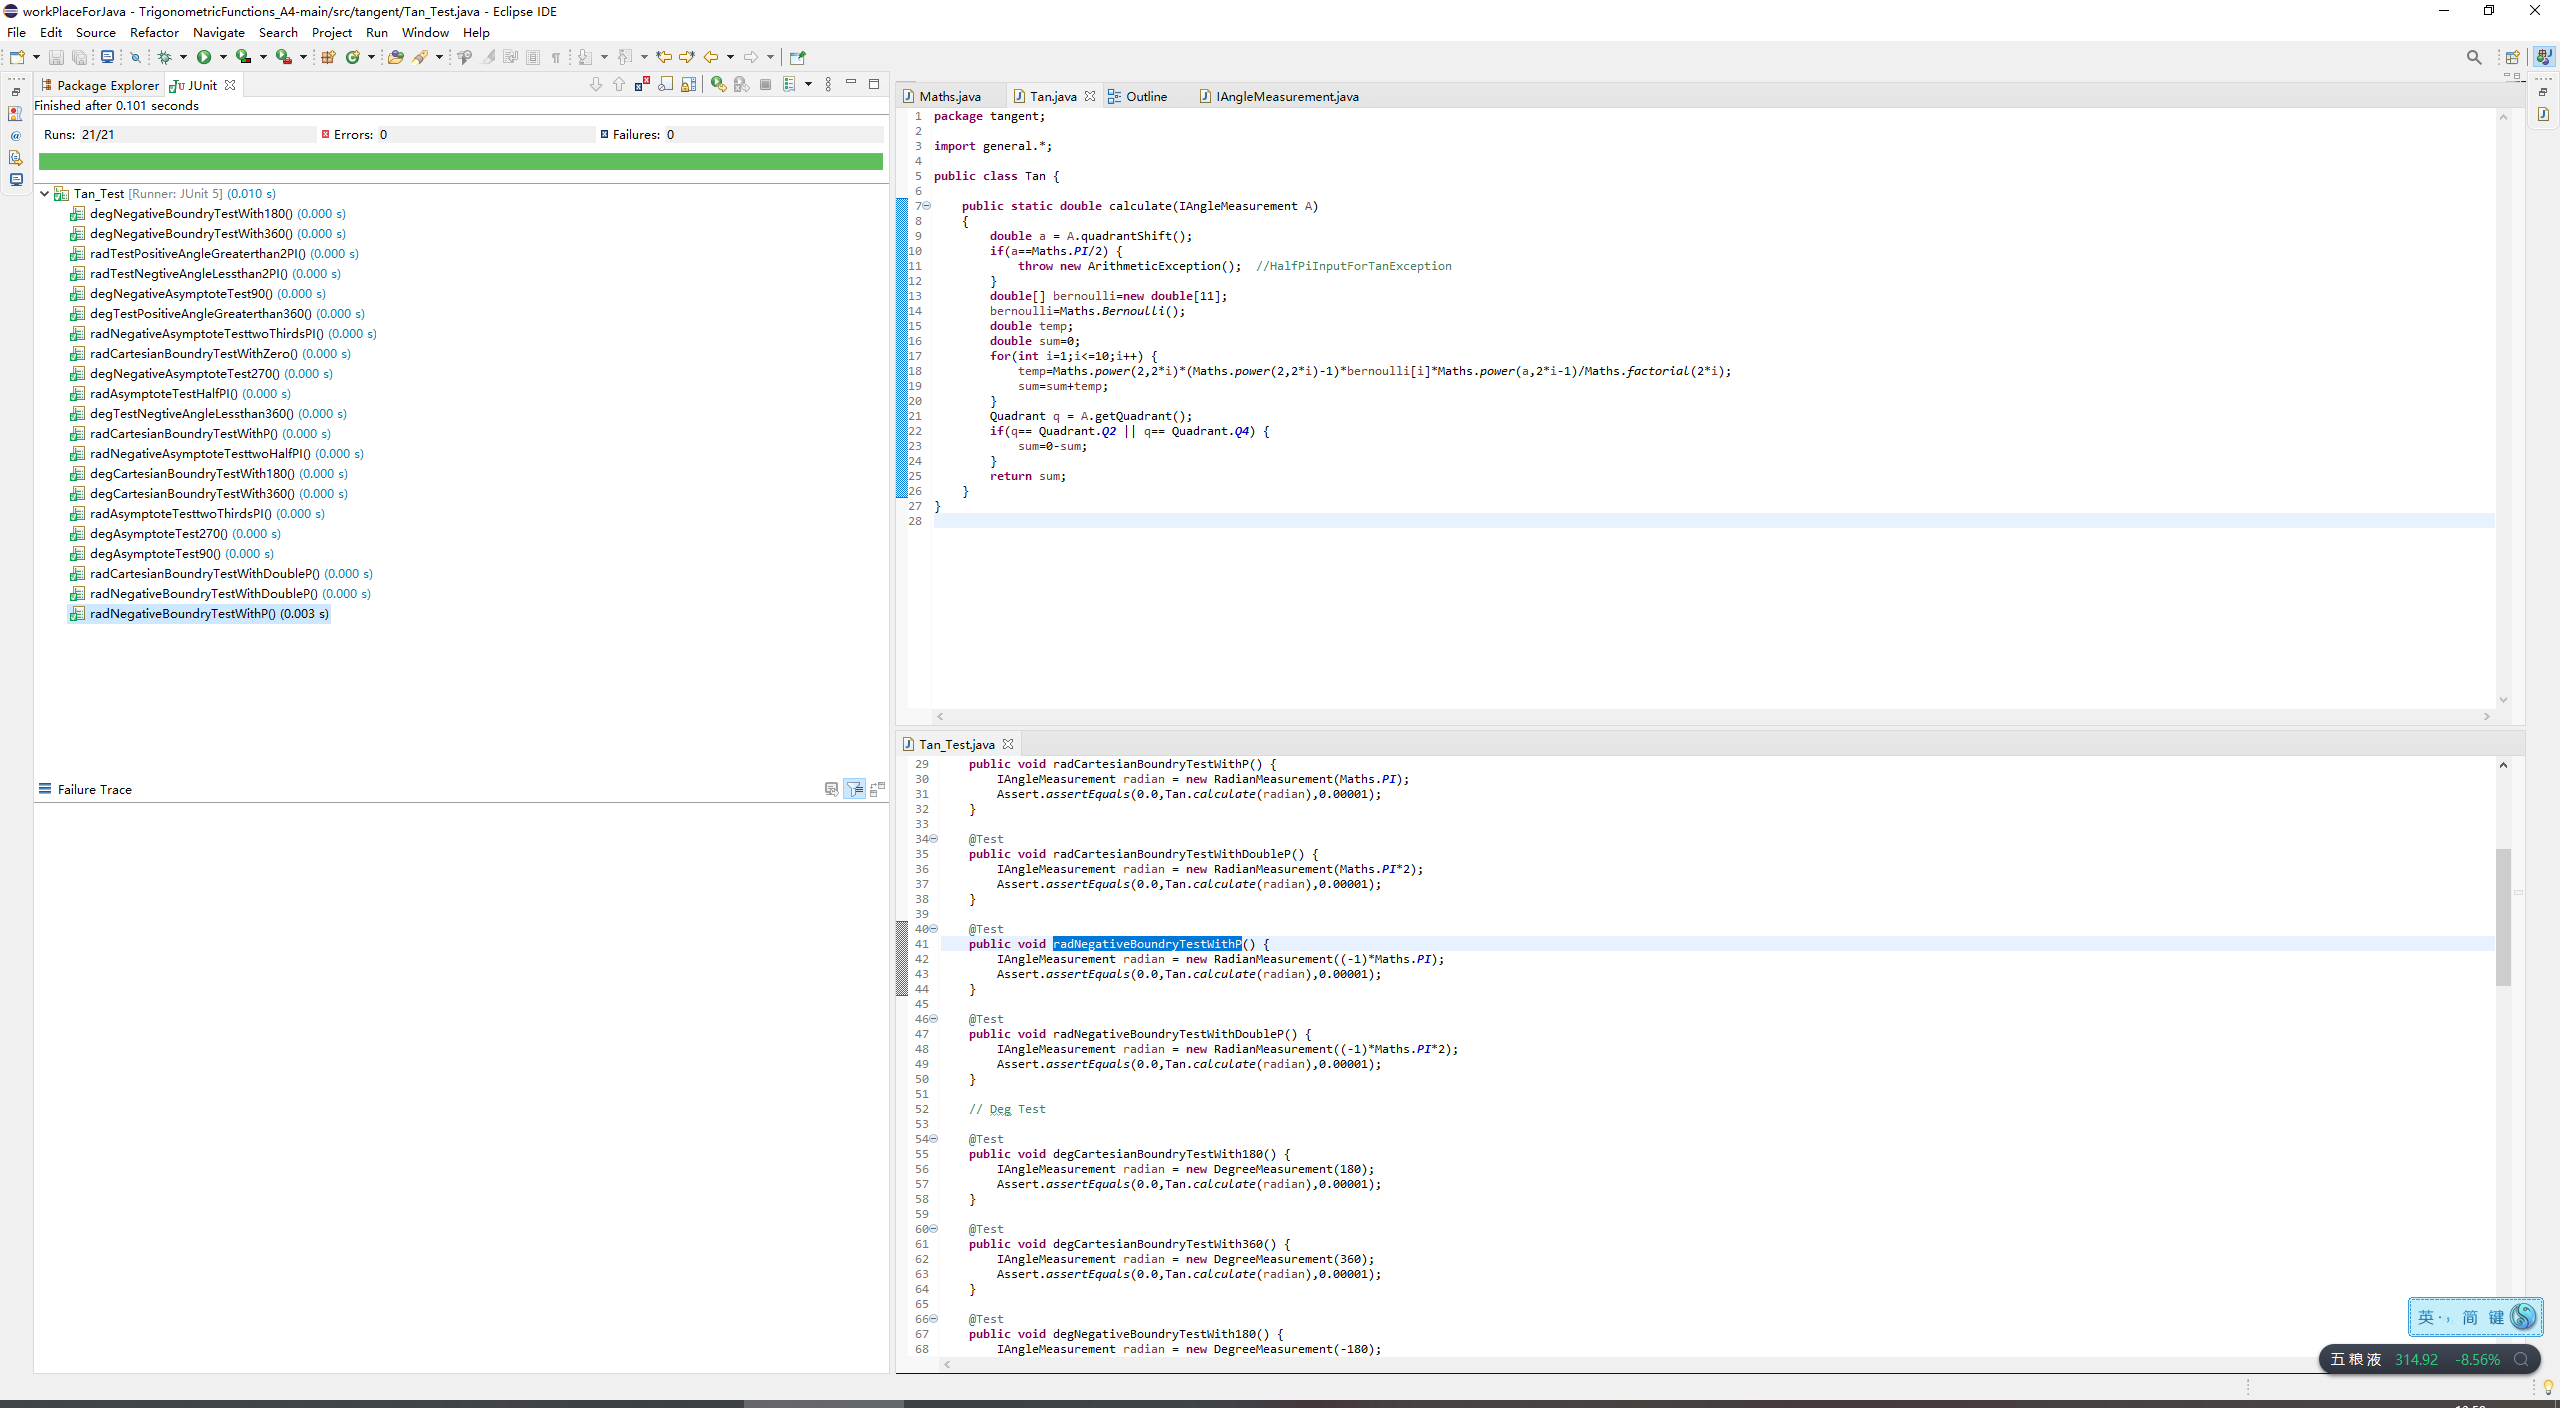 workPlaceForJava - TrigonometricFunctions_A4-main/src/tangent/Tan_Test.java - Eclipse IDE
File Edit Source Refactor Navigate Search Project Run Window Help
Package Explorer JUnit
Finished after 0.101 seconds
Runs: 21/21 Errors: 0 Failures: 0
Tan_Test [Runner: JUnit 5] (0.010 s)
degNegativeBoundryTestWith180() (0.000 s)
degNegativeBoundryTestWith360() (0.000 s)
radTestPositiveAngleGreaterthan2PI() (0.000 s)
radTestNegtiveAngleLessthan2PI() (0.000 s)
degNegativeAsymptoteTest90() (0.000 s)
degTestPositiveAngleGreaterthan360() (0.000 s)
radNegativeAsymptoteTesttwoThirdsPI() (0.000 s)
radCartesianBoundryTestWithZero() (0.000 s)
degNegativeAsymptoteTest270() (0.000 s)
radAsymptoteTestHalfPI() (0.000 s)
degTestNegtiveAngleLessthan360() (0.000 s)
radCartesianBoundryTestWithP() (0.000 s)
radNegativeAsymptoteTesttwoHalfPI() (0.000 s)
degCartesianBoundryTestWith180() (0.000 s)
degCartesianBoundryTestWith360() (0.000 s)
radAsymptoteTesttwoThirdsPI() (0.000 s)
degAsymptoteTest270() (0.000 s)
degAsymptoteTest90() (0.000 s)
radCartesianBoundryTestWithDoubleP() (0.000 s)
radNegativeBoundryTestWithDoubleP() (0.000 s)
radNegativeBoundryTestWithP() (0.003 s)
Failure Trace
Maths.java Tan.java Outline IAngleMeasurement.java
1 package tangent;
2
3 import general.*;
4
5 public class Tan {
6
7 public static double calculate(IAngleMeasurement A)
8 {
9 double a = A.quadrantShift();
10 if(a==Maths.PI/2) {
11 throw new ArithmeticException(); //HalfPiInputForTanException
12 }
13 double[] bernoulli=new double[11];
14 bernoulli=Maths.Bernoulli();
15 double temp;
16 double sum=0;
17 for(int i=1;i<=10;i++) {
18 temp=Maths.power(2,2*i)*(Maths.power(2,2*i)-1)*bernoulli[i]*Maths.power(a,2*i-1)/Maths.factorial(2*i);
19 sum=sum+temp;
20 }
21 Quadrant q = A.getQuadrant();
22 if(q== Quadrant.Q2 || q== Quadrant.Q4) {
23 sum=0-sum;
24 }
25 return sum;
26 }
27 }
28
Tan_Test.java
29 public void radCartesianBoundryTestWithP() {
30 IAngleMeasurement radian = new RadianMeasurement(Maths.PI);
31 Assert.assertEquals(0.0,Tan.calculate(radian),0.00001);
32 }
33
34 @Test
35 public void radCartesianBoundryTestWithDoubleP() {
36 IAngleMeasurement radian = new RadianMeasurement(Maths.PI*2);
37 Assert.assertEquals(0.0,Tan.calculate(radian),0.00001);
38 }
39
40 @Test
41 public void radNegativeBoundryTestWithP() {
42 IAngleMeasurement radian = new RadianMeasurement((-1)*Maths.PI);
43 Assert.assertEquals(0.0,Tan.calculate(radian),0.00001);
44 }
45
46 @Test
47 public void radNegativeBoundryTestWithDoubleP() {
48 IAngleMeasurement radian = new RadianMeasurement((-1)*Maths.PI*2);
49 Assert.assertEquals(0.0,Tan.calculate(radian),0.00001);
50 }
51
52 // Deg Test
53
54 @Test
55 public void degCartesianBoundryTestWith180() {
56 IAngleMeasurement radian = new DegreeMeasurement(180);
57 Assert.assertEquals(0.0,Tan.calculate(radian),0.00001);
58 }
59
60 @Test
61 public void degCartesianBoundryTestWith360() {
62 IAngleMeasurement radian = new DegreeMeasurement(360);
63 Assert.assertEquals(0.0,Tan.calculate(radian),0.00001);
64 }
65
66 @Test
67 public void degNegativeBoundryTestWith180() {
68 IAngleMeasurement radian = new DegreeMeasurement(-180);
英 · , 简 键
五粮液 314.92 -8.56%